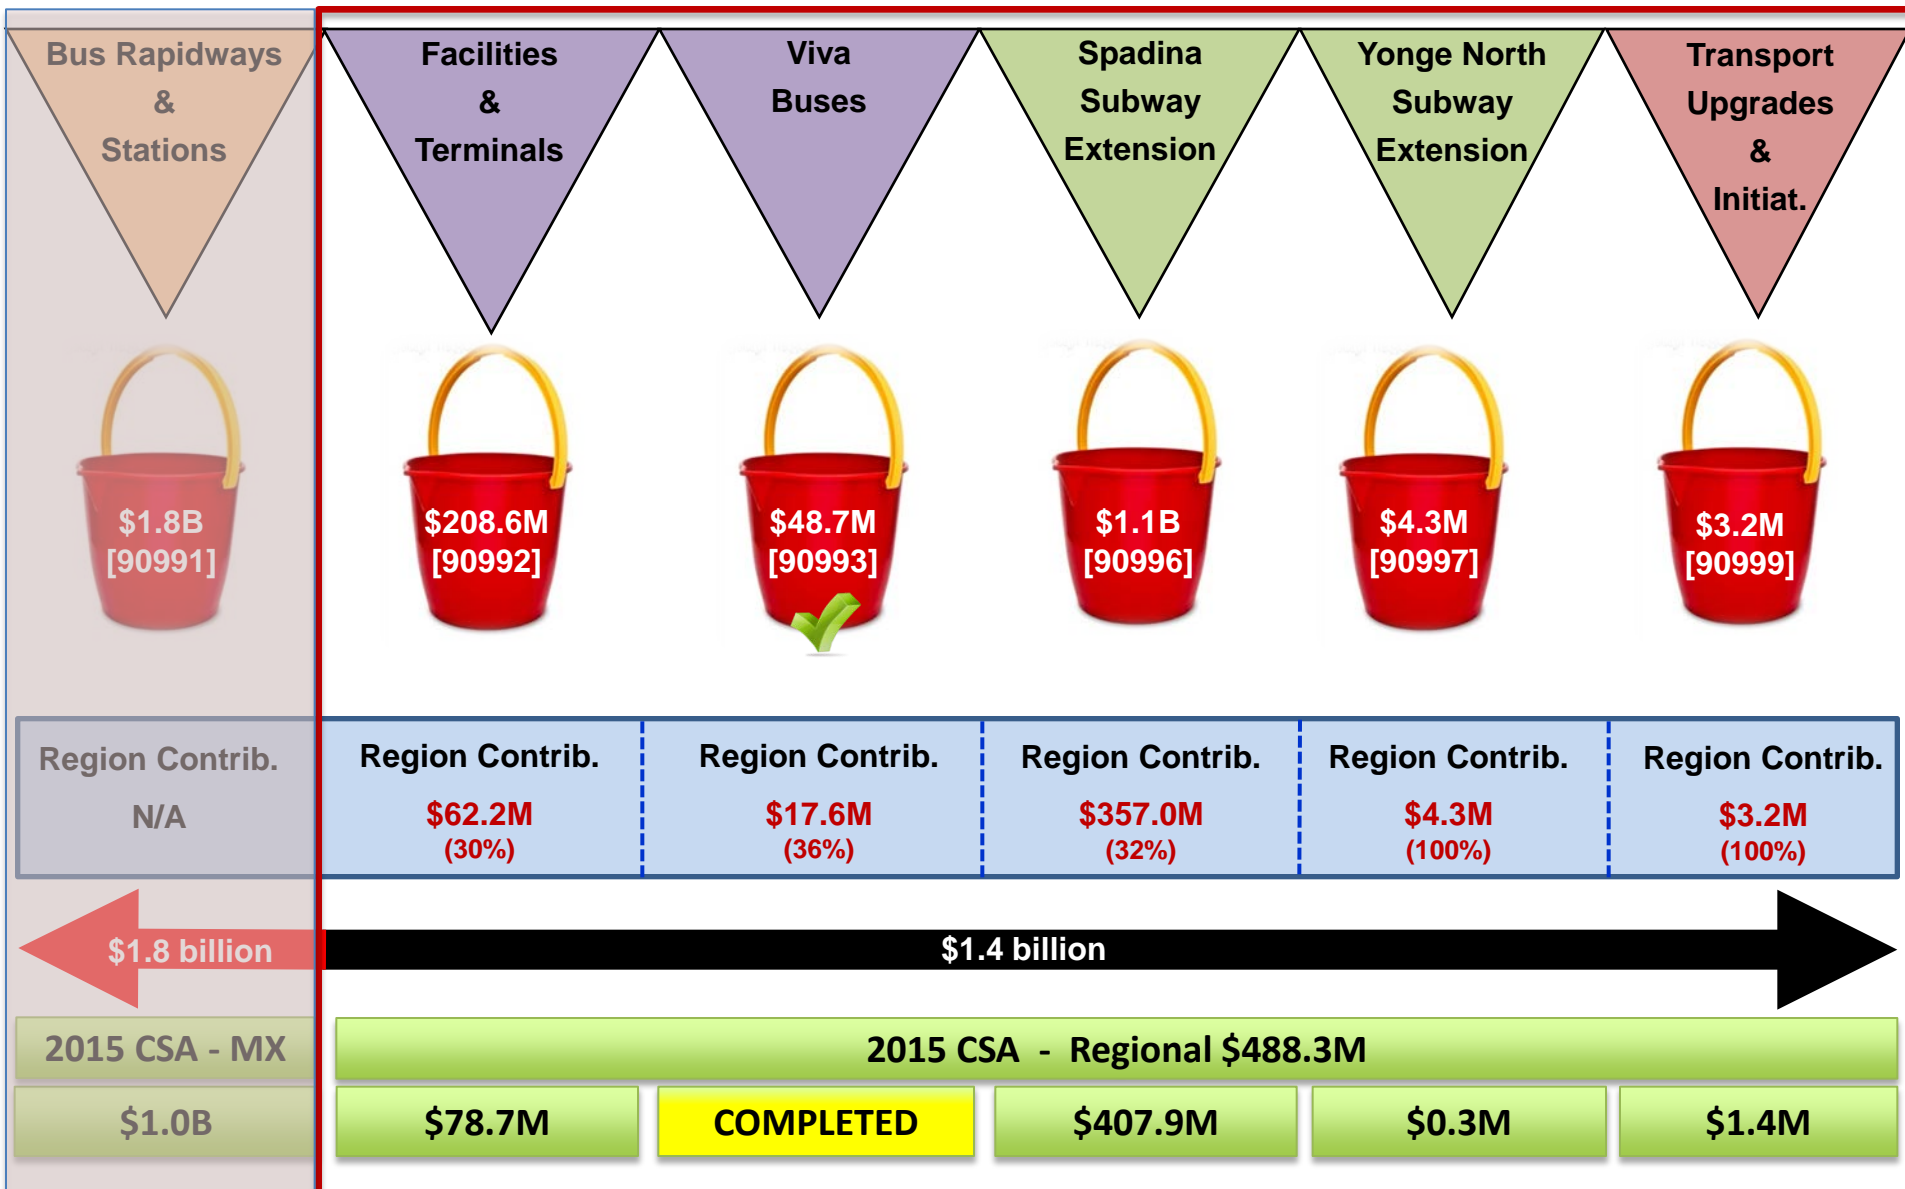 Bus Rapidways
&
Stations
Facilities
&
Terminals
Viva
Buses
Spadina
Subway
Extension
Yonge North
Subway
Extension
Transport
Upgrades
&
Initiat.
$1.8B
[90991]
$208.6M
[90992]
$48.7M
[90993]
$1.1B
[90996]
$4.3M
[90997]
$3.2M
[90999]
Region Contrib.
N/A
Region Contrib.
$62.2M
(30%)
Region Contrib.
$17.6M
(36%)
Region Contrib.
$357.0M
(32%)
Region Contrib.
$4.3M
(100%)
Region Contrib.
$3.2M
(100%)
$1.8 billion
$1.4 billion
2015 CSA - MX
2015 CSA - Regional $488.3M
$1.0B
$78.7M
COMPLETED
$407.9M
$0.3M
$1.4M